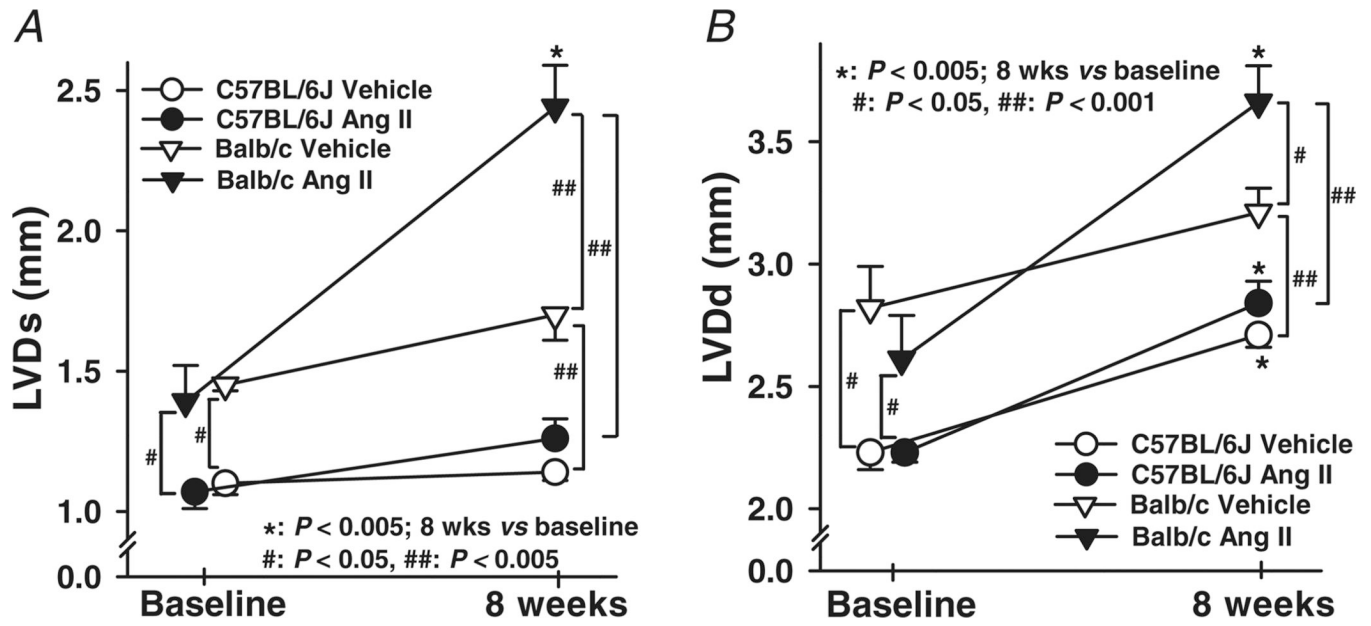 A
LVDs (mm)
2.5
2.0
1.5
1.0
0.0
C57BL/6J Vehicle
C57BL/6J Ang II
Balb/c Vehicle
Balb/c Ang II
*
##
##
##
#
#
*: P < 0.005; 8 wks vs baseline
#: P < 0.05, ##: P < 0.005
Baseline
8 weeks
B
LVDd (mm)
3.5
3.0
2.5
2.0
0.0
*: P < 0.005; 8 wks vs baseline
#: P < 0.05, ##: P < 0.001
*
#
##
##
*
*
#
#
C57BL/6J Vehicle
C57BL/6J Ang II
Balb/c Vehicle
Balb/c Ang II
Baseline
8 weeks